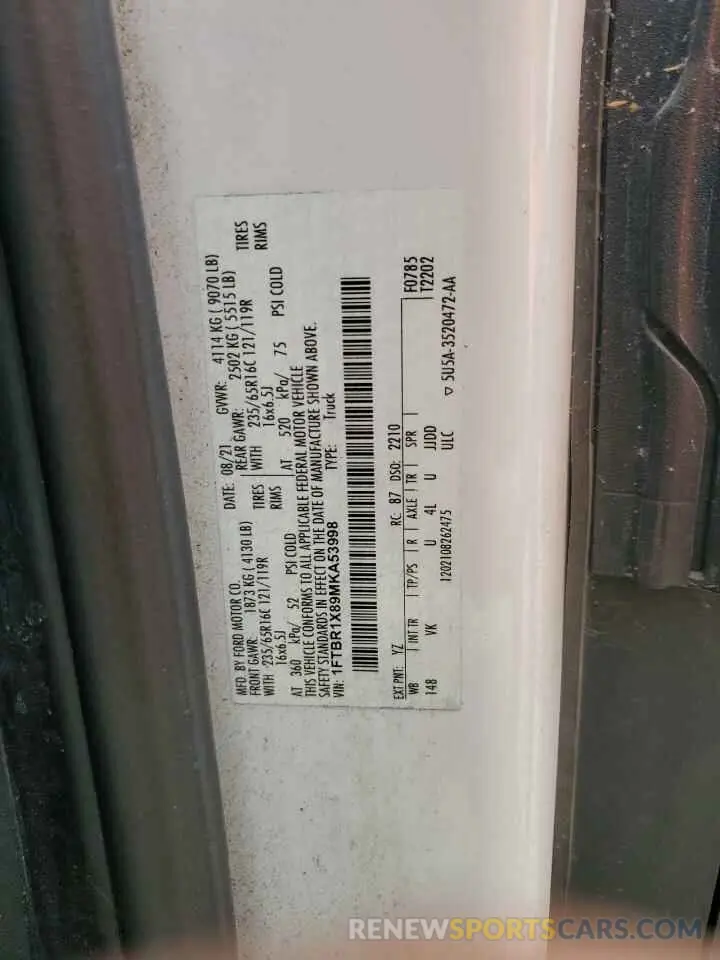 MFD. BY FORD MOTOR CO.
DATE: 08/21 GVWR: 4114 KG ( 9070 LB)
FRONT GAWR: 1873 KG ( 4130 LB) REAR GAWR: 2502 KG ( 5515 LB)
WITH 235/65R16C 121/119R TIRES WITH 235/65R16C 121/119R TIRES
16x6.5J RIMS 16x6.5J RIMS
AT 360 kPa/ 52 PSI COLD AT 520 kPa/ 75 PSI COLD
THIS VEHICLE CONFORMS TO ALL APPLICABLE FEDERAL MOTOR VEHICLE
SAFETY STANDARDS IN EFFECT ON THE DATE OF MANUFACTURE SHOWN ABOVE.
VIN: 1FTBR1X89MKA53998 TYPE: Truck
EXT PNT: YZ RC: 87 DSO: 2210 F0785
WB INT TR TP/PS R AXLE TR SPR T2202
148 VK U 4L U JJDD
1202108262475 ULC 5U5A-3520472-AA
RENEWSPORTSCARS.COM